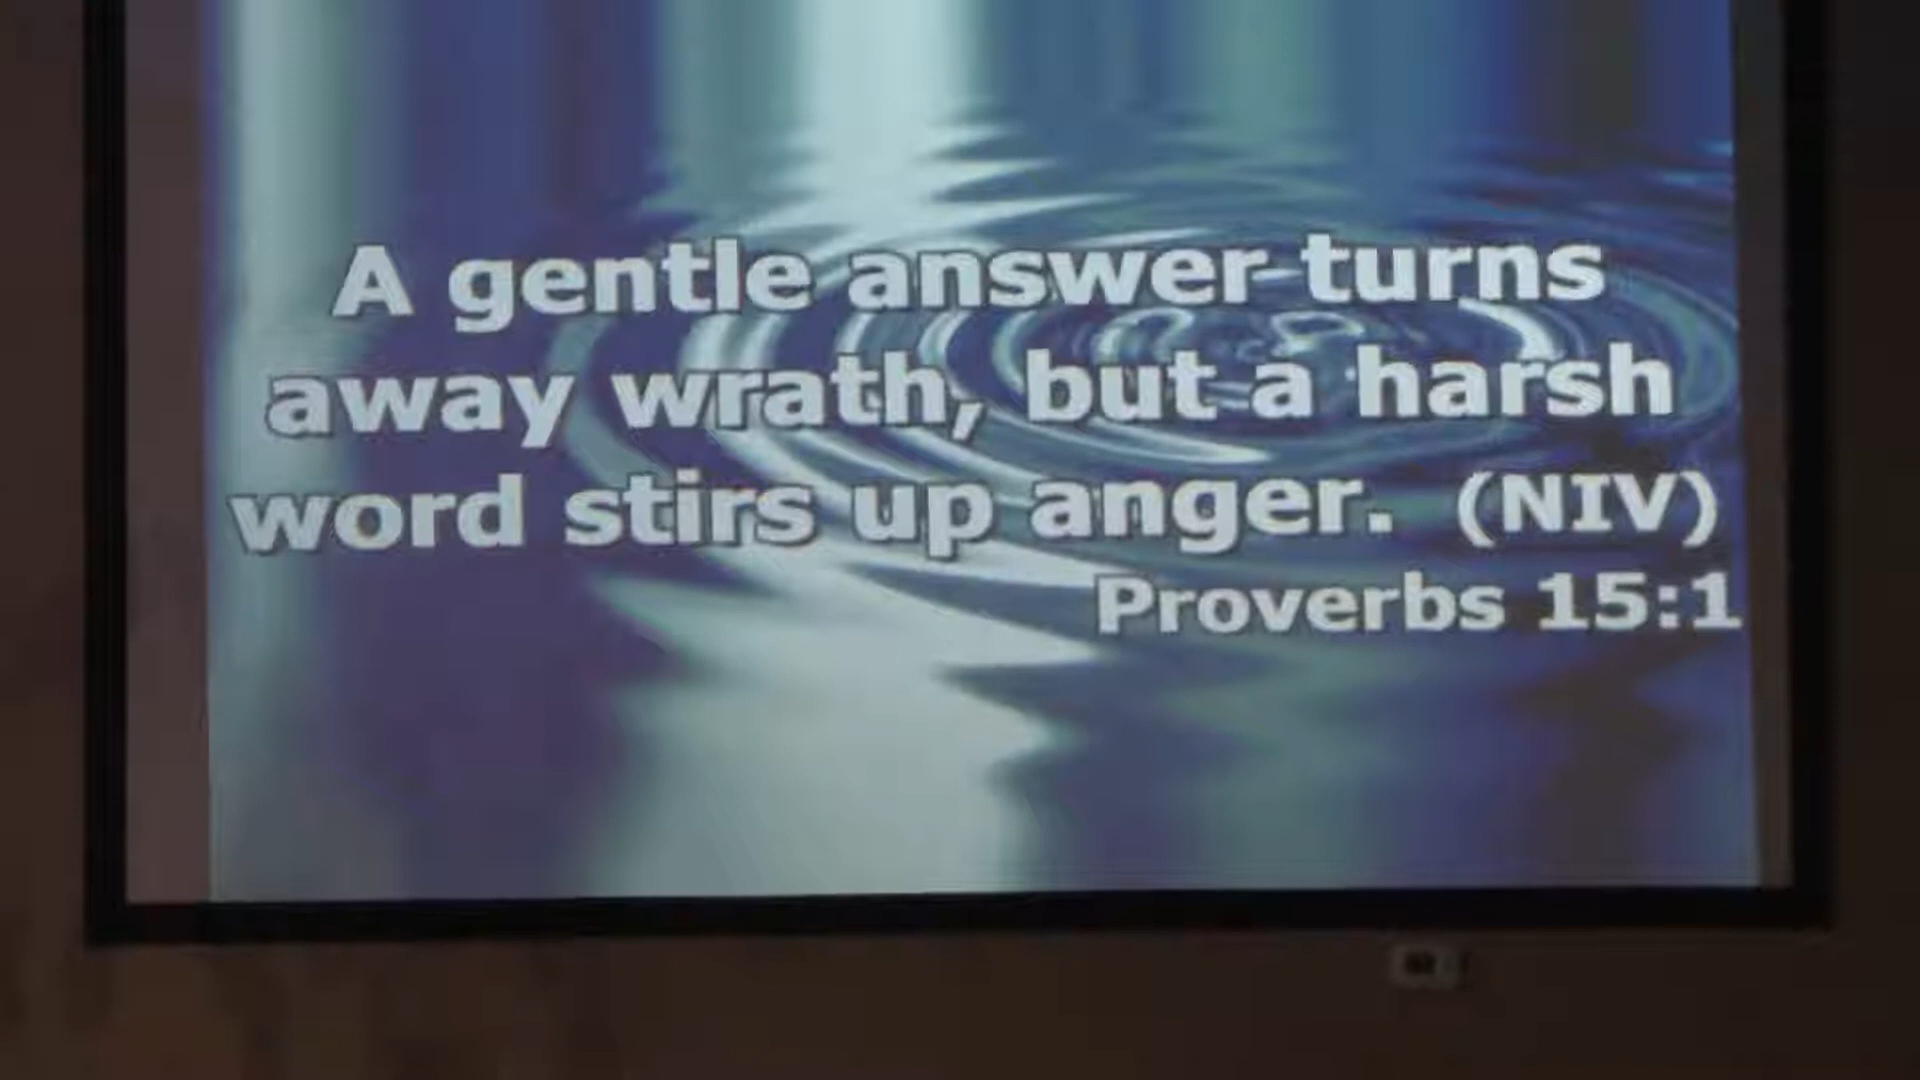 A gentle answer turns
away wrath, but a harsh
word stirs up anger. (NIV)
Proverbs 15:1